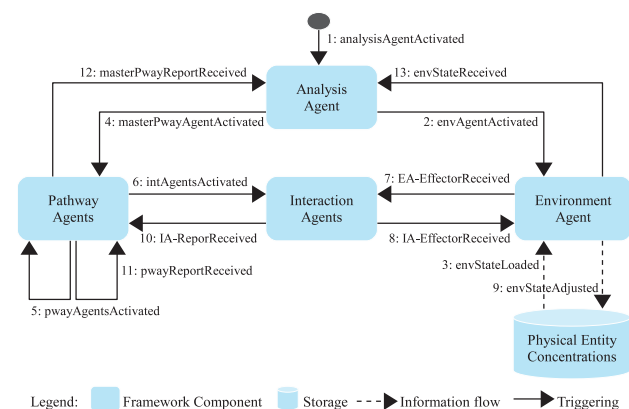 1: analysisAgentActivated
12: masterPwayReportReceived
13: envStateReceived
Analysis
Agent
4: masterPwayAgentActivated
2: envAgentActivated
6: intAgentsActivated
7: EA-EffectorReceived
Pathway
Agents
Interaction
Agents
Environment
Agent
10: IA-ReporReceived
8: IA-EffectorReceived
11: pwayReportReceived
3: envStateLoaded
9: envStateAdjusted
5: pwayAgentsActivated
Physical Entity
Concentrations
Legend: Framework Component Storage Information flow Triggering